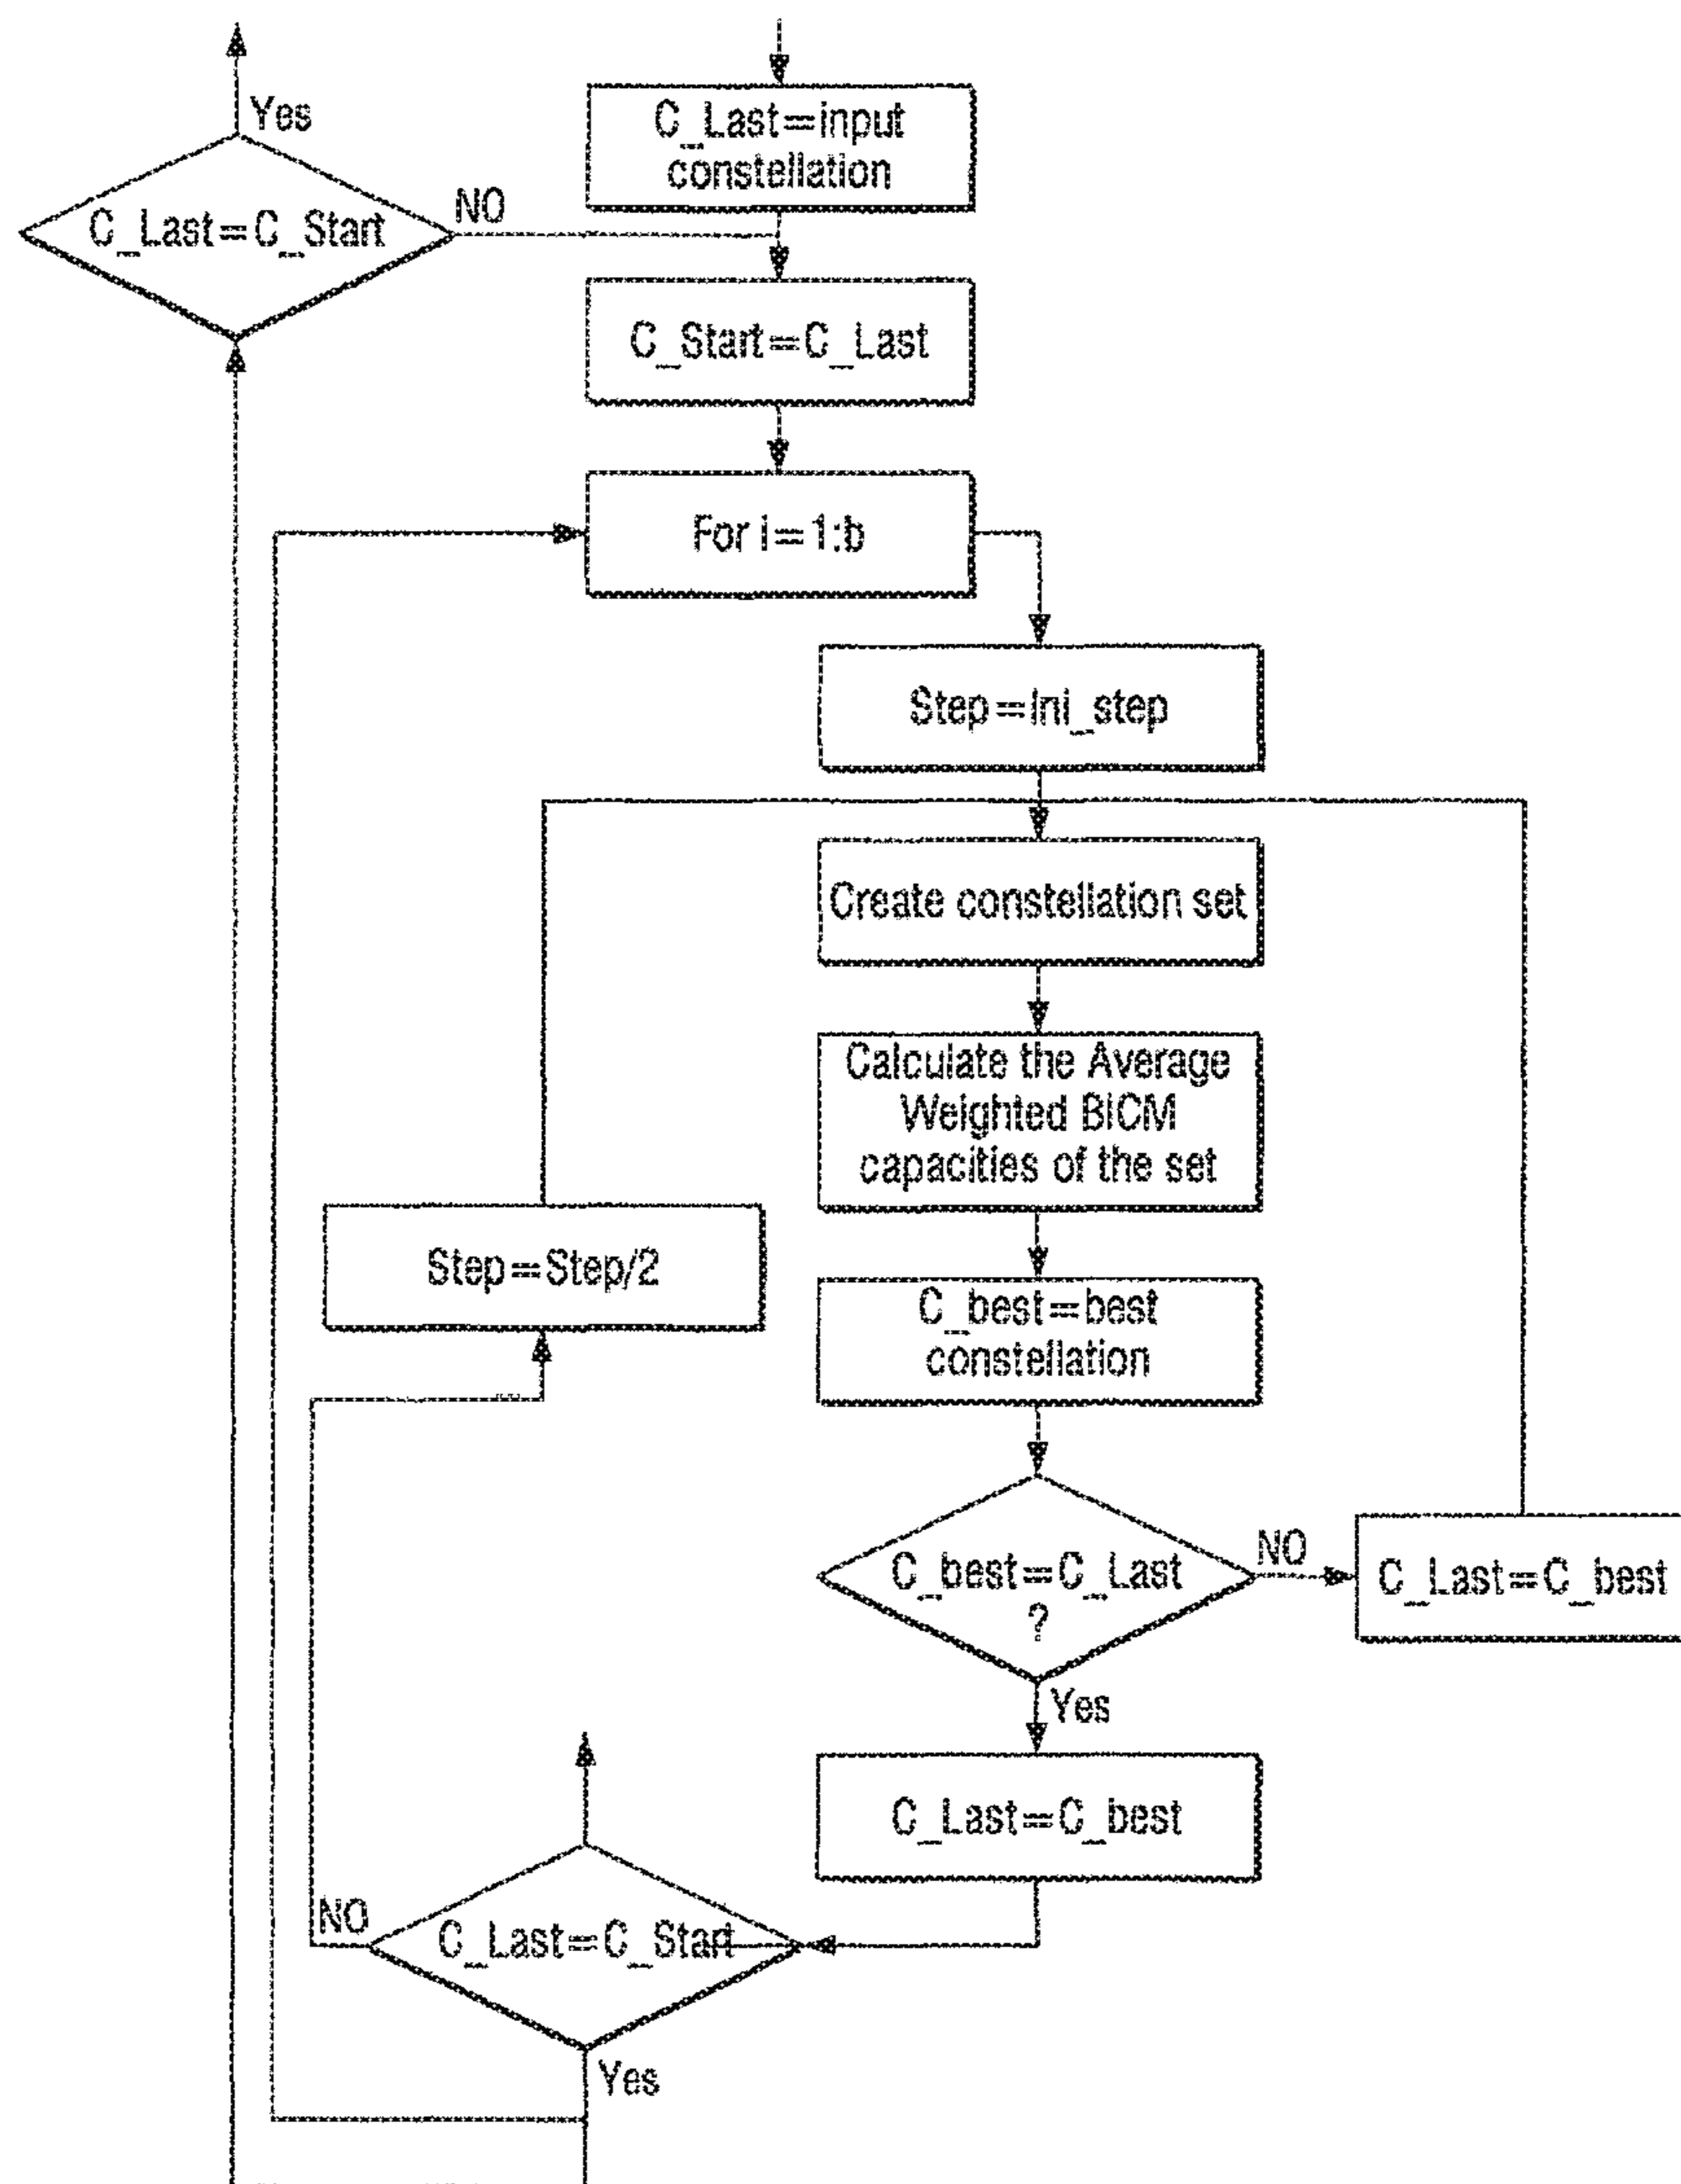 Yes
C_Last=input
constellation
C_Last=C_Start
NO
C_Start=C_Last
For i=1:b
Step=ini_step
Create constellation set
Calculate the Average
Weighted BICM
capacities of the set
Step=Step/2
C_best=best
constellation
C_best=C_Last
?
NO
C_Last=C_best
Yes
C_Last=C_best
NO
C_Last=C_Start
Yes